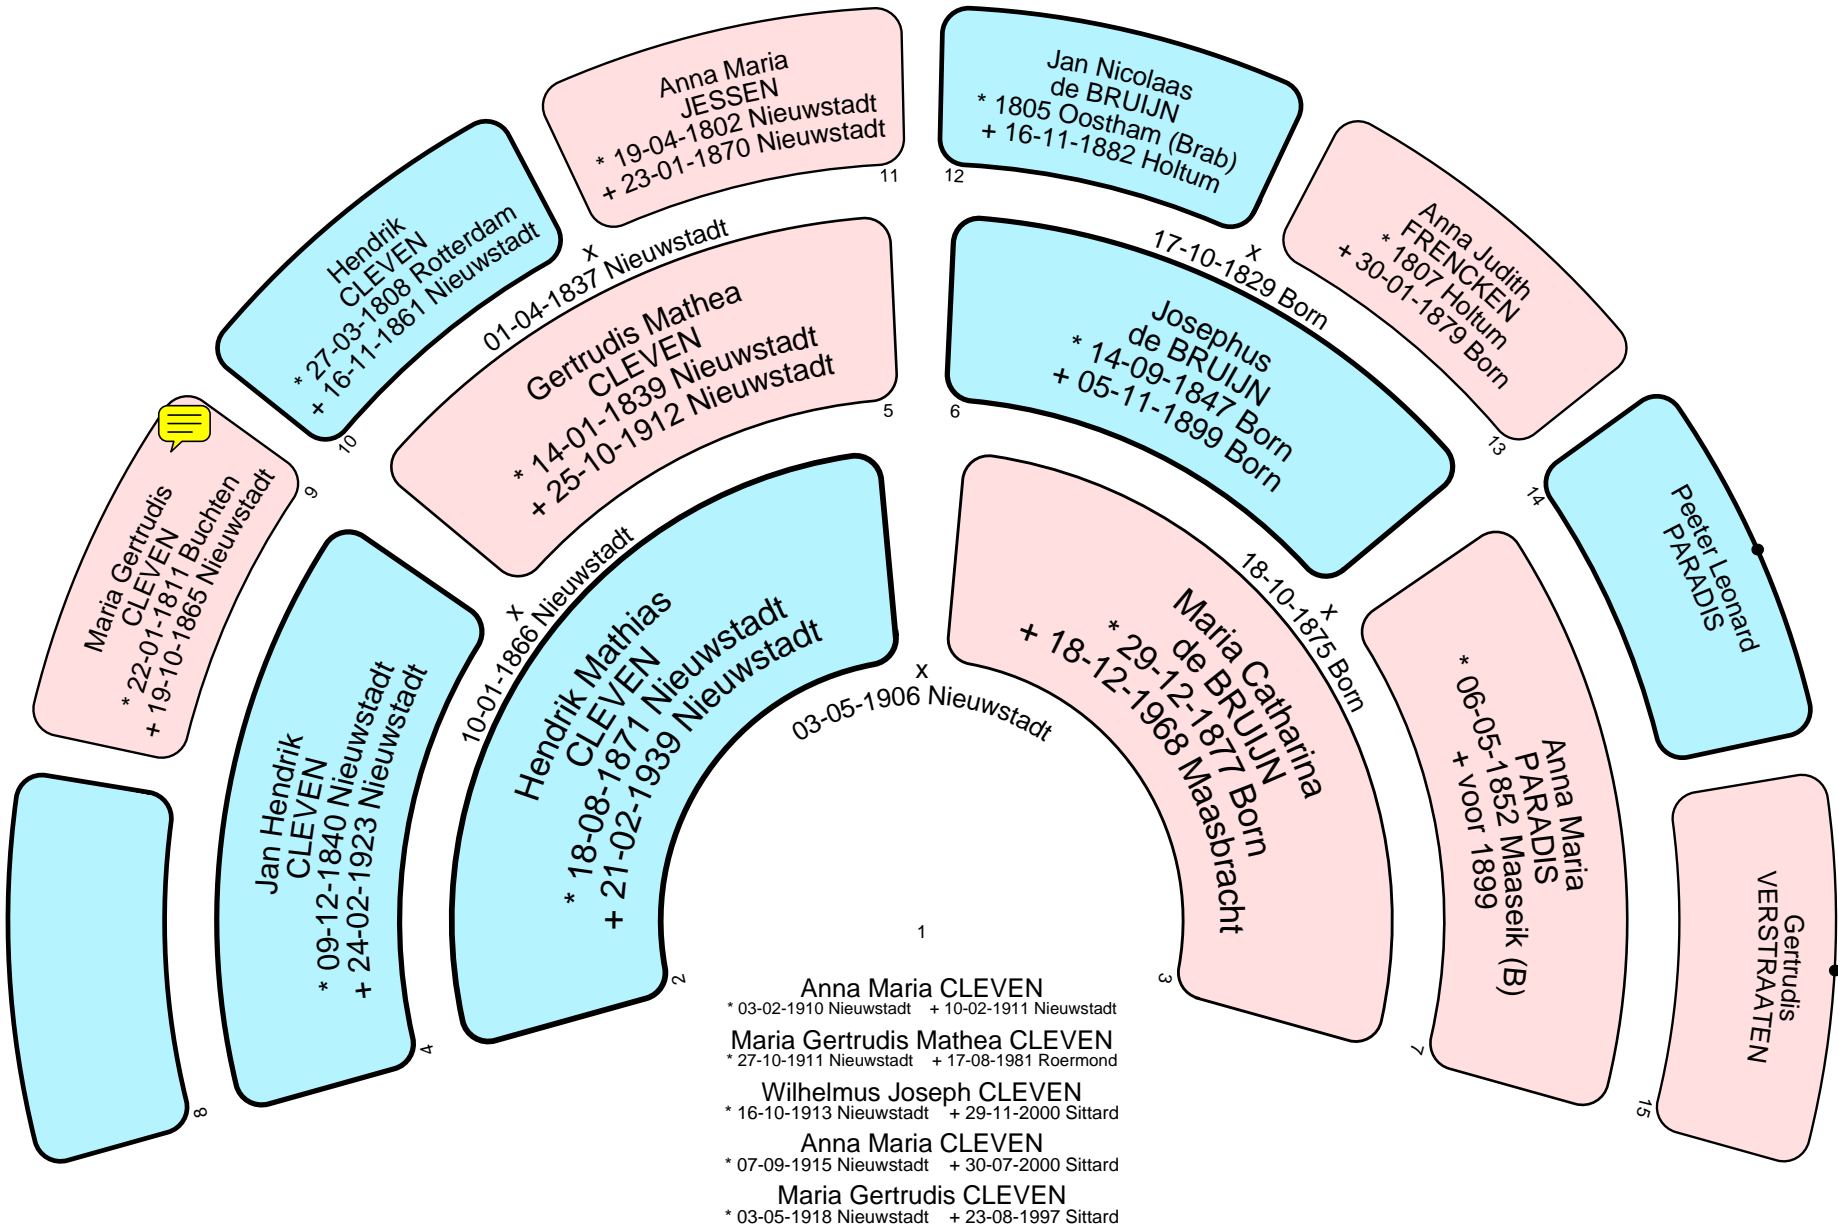 Anna Maria
JESSEN
* 19-04-1802 Nieuwstadt
+ 23-01-1870 Nieuwstadt
11
Jan Nicolaas
de BRUIJN
* 1805 Oostham (Brab)
+ 16-11-1882 Holtum
12
Hendrik
CLEVEN
* 27-03-1808 Rotterdam
+ 16-11-1861 Nieuwstadt
10
x
01-04-1837 Nieuwstadt
x
17-10-1829 Born
Anna Judith
FRENCKEN
* 1807 Holtum
+ 30-01-1879 Born
13
Gertrudis Mathea
CLEVEN
* 14-01-1839 Nieuwstadt
+ 25-10-1912 Nieuwstadt
5
Josephus
de BRUIJN
* 14-09-1847 Born
+ 05-11-1899 Born
6
Maria Gertrudis
CLEVEN
* 22-01-1811 Buchten
+ 19-10-1865 Nieuwstadt
9
Peeter Leonard
PARADIS
14
x
10-01-1866 Nieuwstadt
x
18-10-1875 Born
Jan Hendrik
CLEVEN
* 09-12-1840 Nieuwstadt
+ 24-02-1923 Nieuwstadt
4
Hendrik Mathias
CLEVEN
* 18-08-1871 Nieuwstadt
+ 21-02-1939 Nieuwstadt
2
x
03-05-1906 Nieuwstadt
Maria Catharina
de BRUIJN
* 29-12-1877 Born
+ 18-12-1968 Maasbracht
3
Anna Maria
PARADIS
* 06-05-1852 Maaseik (B)
+ voor 1899
7
Gertrudis
VERSTRAATEN
15
8
1
Anna Maria CLEVEN
* 03-02-1910 Nieuwstadt + 10-02-1911 Nieuwstadt
Maria Gertrudis Mathea CLEVEN
* 27-10-1911 Nieuwstadt + 17-08-1981 Roermond
Wilhelmus Joseph CLEVEN
* 16-10-1913 Nieuwstadt + 29-11-2000 Sittard
Anna Maria CLEVEN
* 07-09-1915 Nieuwstadt + 30-07-2000 Sittard
Maria Gertrudis CLEVEN
* 03-05-1918 Nieuwstadt + 23-08-1997 Sittard